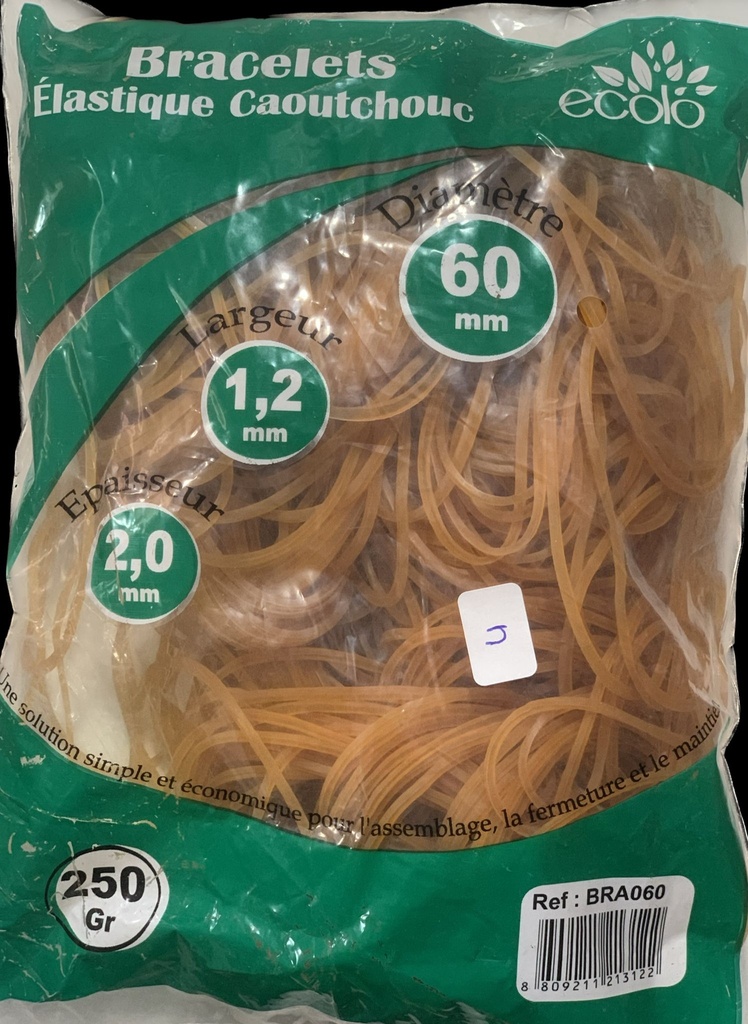 Bracelets
Élastique Caoutchouc
ecolo
Diamètre
60
mm
Largeur
1,2
mm
Epaisseur
2,0
mm
Une solution simple et économique pour l'assemblage, la fermeture et le maintie
250
Gr
Ref : BRA060
8 809211 213122